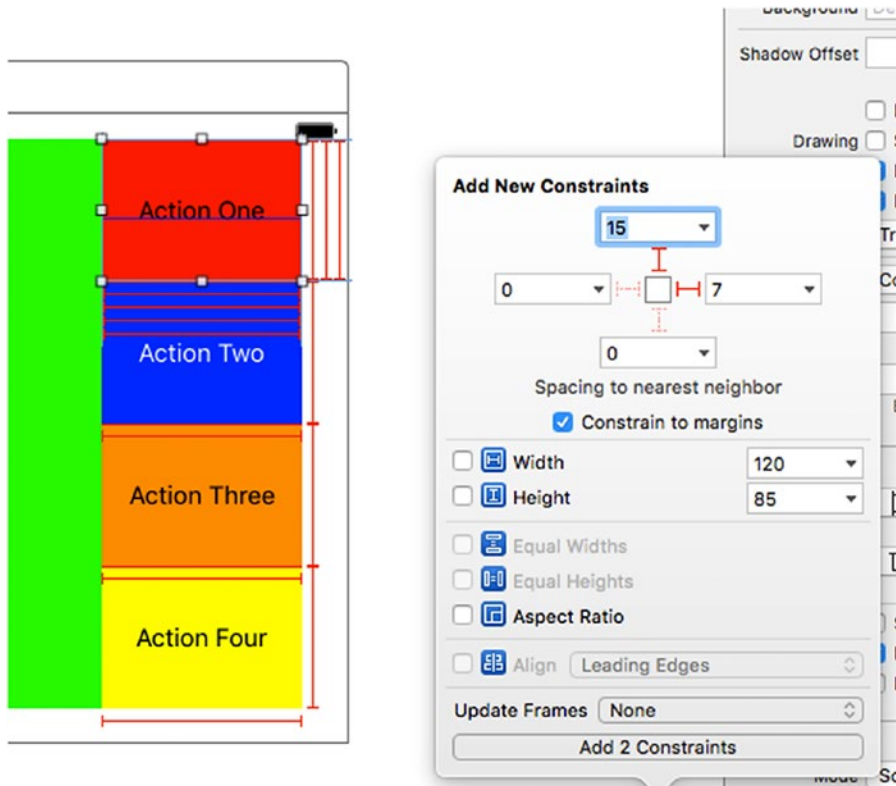 Background
Shadow Offset
Drawing
Action One
Action Two
Action Three
Action Four
Add New Constraints
15
0
7
0
Spacing to nearest neighbor
Constrain to margins
Width 120
Height 85
Equal Widths
Equal Heights
Aspect Ratio
Align Leading Edges
Update Frames None
Add 2 Constraints
Mode